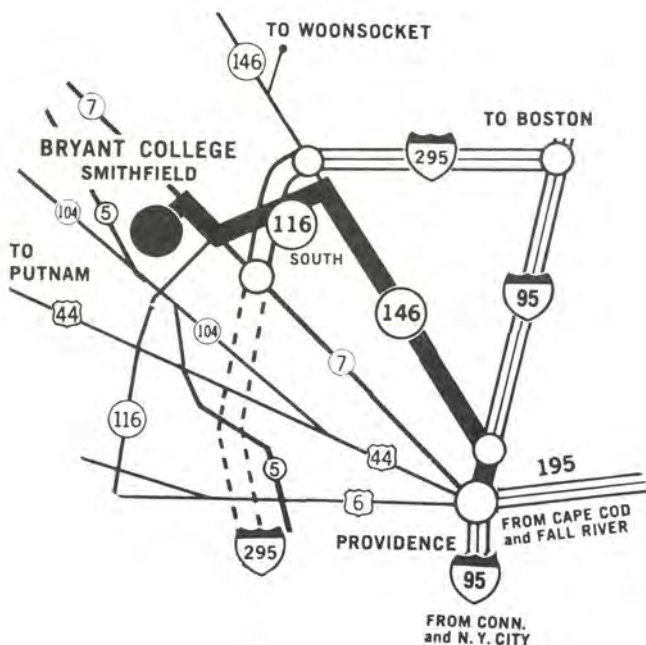 TO WOONSOCKET
146
7
TO BOSTON
295
BRYANT COLLEGE
SMITHFIELD
104
5
116
SOUTH
TO
PUTNAM
44
95
146
104
7
116
44
5
195
6
FROM CAPE COD
and FALL RIVER
PROVIDENCE
295
95
FROM CONN.
and N. Y. CITY